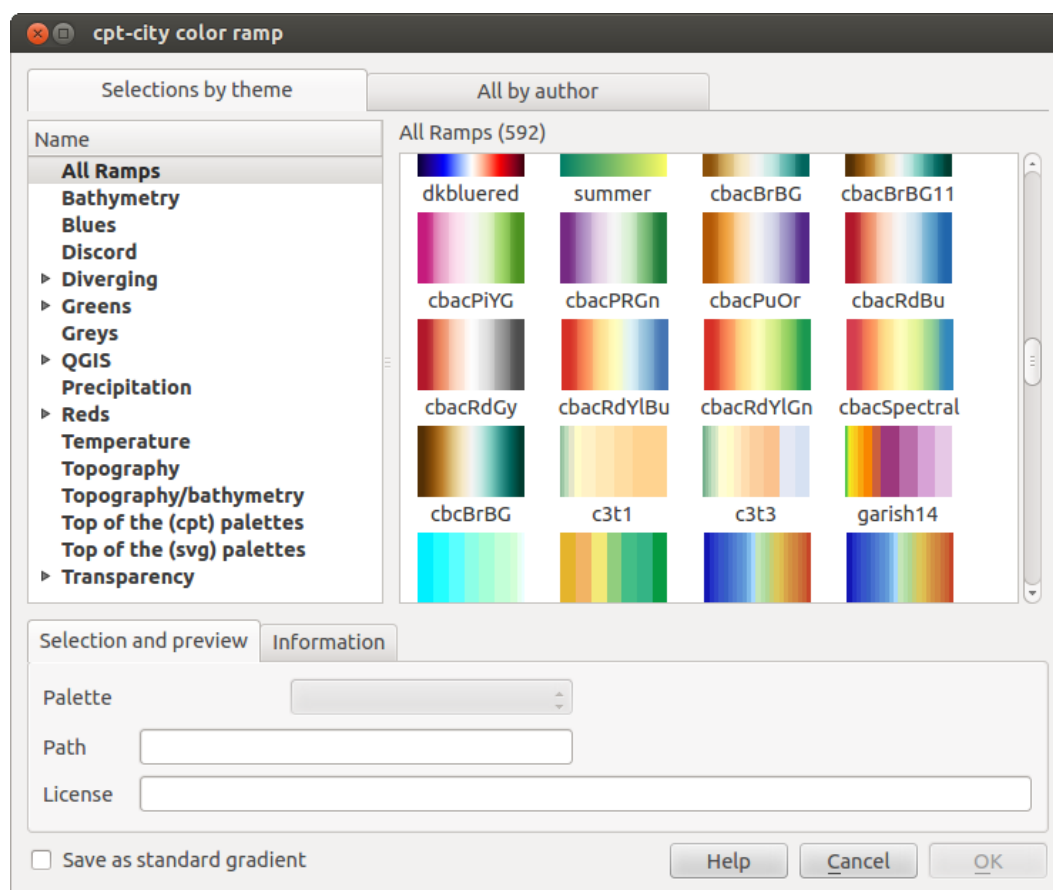 cpt-city color ramp
Selections by theme
All by author
Name
All Ramps
Bathymetry
Blues
Discord
Diverging
Greens
Greys
QGIS
Precipitation
Reds
Temperature
Topography
Topography/bathymetry
Top of the (cpt) palettes
Top of the (svg) palettes
Transparency
All Ramps (592)
dkbluered summer cbacBrBG cbacBrBG11
cbacPiYG cbacPRGn cbacPuOr cbacRdBu
cbacRdGy cbacRdYlBu cbacRdYlGn cbacSpectral
cbcBrBG c3t1 c3t3 garish14
Selection and preview
Information
Palette
Path
License
Save as standard gradient
Help
Cancel
OK